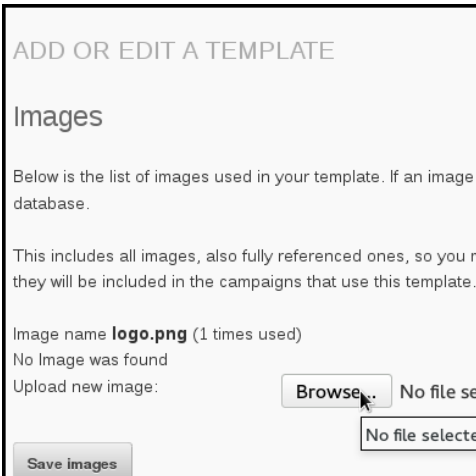 ADD OR EDIT A TEMPLATE
Images
Below is the list of images used in your template. If an image
database.
This includes all images, also fully referenced ones, so you
they will be included in the campaigns that use this template.
Image name logo.png (1 times used)
No Image was found
Upload new image:
Browse... No file
No file
Save images